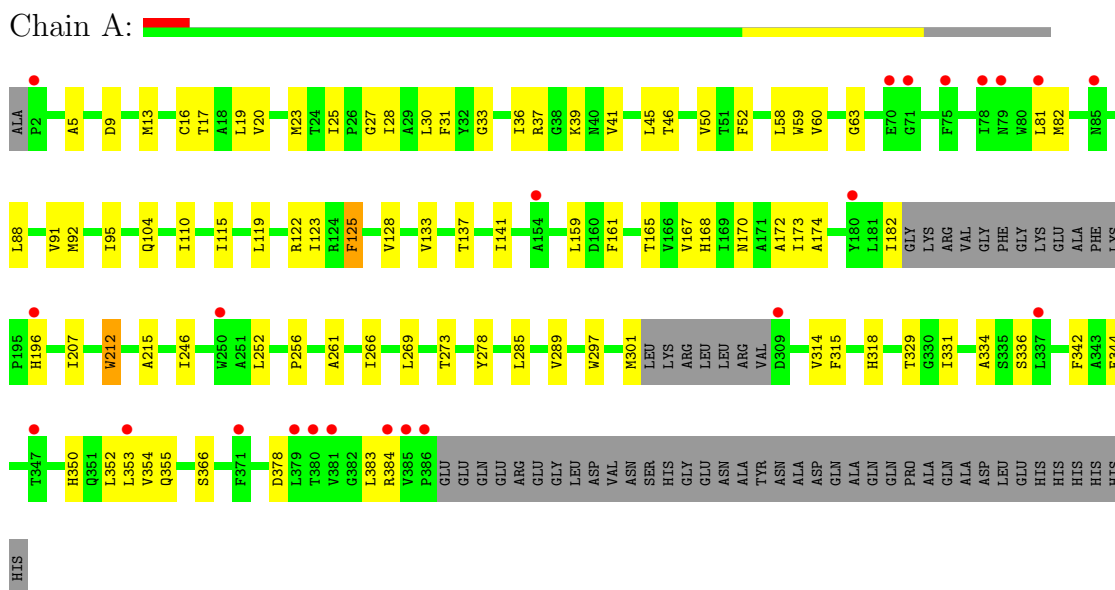 Chain A:
ALA P2 A5 D9 M13 C16 T17 A18 L19 V20 M23 T24 I25 P26 G27 I28 A29 L30 F31 Y32 G33 I36 R37 G38 K39 N40 V41 L45 T46 V50 T51 F52 L58 W59 V60 G63 E70 G71 F75 I78 N79 W80 L81 M82 N85
L88 V91 M92 I95 Q104 I110 I115 L119 R122 I123 R124 F125 V128 V133 T137 I141 A154 L159 D160 F161 T165 V166 V167 H168 I169 N170 A171 A172 I173 A174 Y180 L181 I182 GLY LYS ARG VAL GLY PHE GLY LYS GLU ALA PHE LYS
P195 H196 I207 W212 A215 I246 W250 A251 L252 P256 A261 I266 L269 T273 Y278 L285 V289 W297 M301 LEU LYS ARG LEU LEU ARG VAL D309 V314 F315 H318 T329 G330 I331 A334 S335 S336 L337 F342 A343 F344
T347 H350 Q351 L352 L353 V354 Q355 S366 F371 D378 L379 T380 V381 G382 L383 R384 V385 P386 GLU GLU GLN GLU ARG GLU GLY LEU ASP VAL ASN SER HIS GLY GLU ASN ALA TYR ASN ALA ASP GLN ALA GLN GLN PRO ALA GLN ALA ASP LEU GLU HIS HIS HIS HIS HIS
HIS